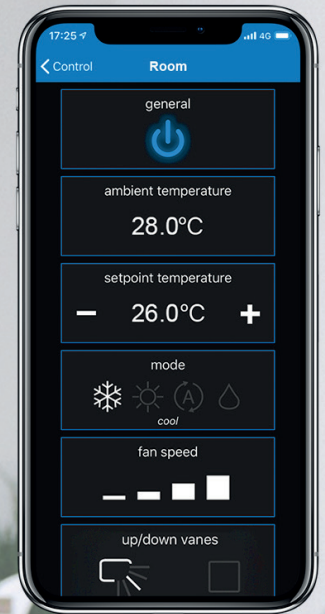 17:25
4G
Control
Room
general
ambient temperature
28.0°C
setpoint temperature
− 26.0°C +
mode
A
cool
fan speed
up/down vanes